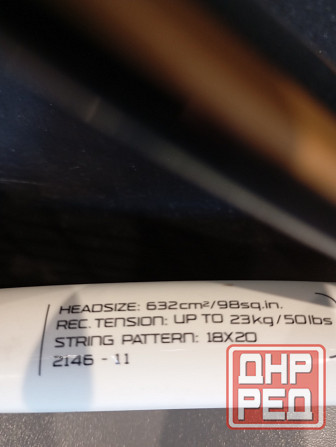 HEADSIZE: 632cm²/98sq.in.
REC. TENSION: UP TO 23kg/50lbs
STRING PATTERN: 18X20
2146 - 11
ДНР
РЕД